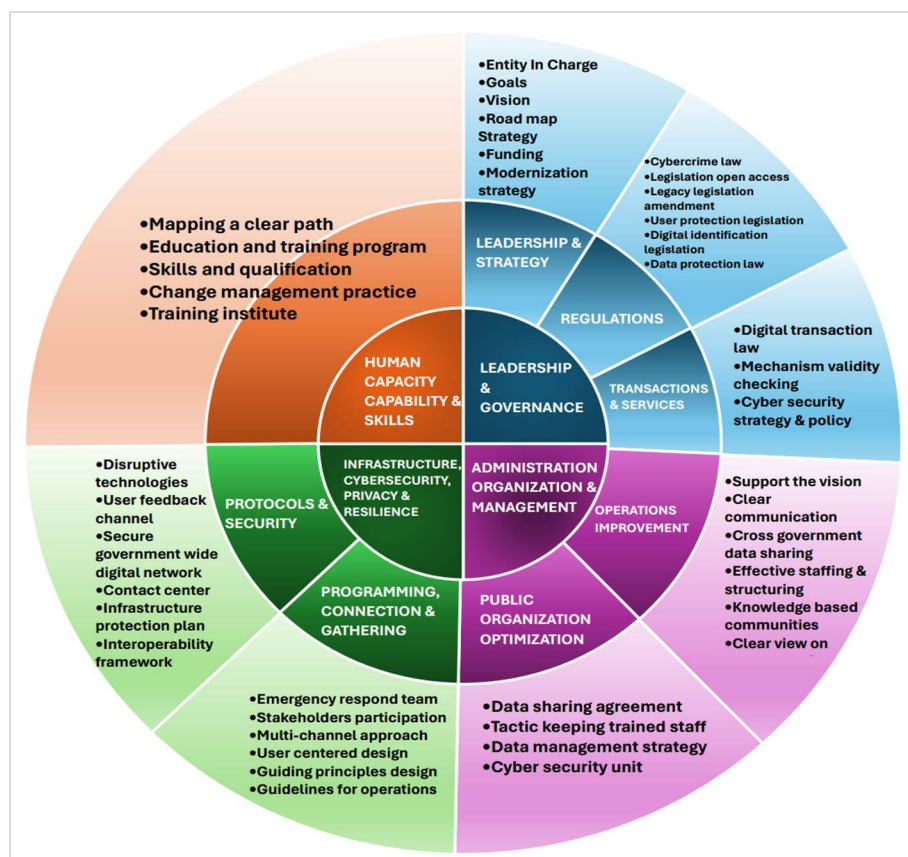 •Entity In Charge
•Goals
•Vision
•Road map
Strategy
•Funding
•Modernization
strategy
•Cybercrime law
•Legislation open access
•Legacy legislation
amendment
•User protection legislation
•Digital identification
legislation
•Data protection law
•Mapping a clear path
•Education and training program
•Skills and qualification
•Change management practice
•Training institute
LEADERSHIP &
STRATEGY
REGULATIONS
TRANSACTIONS
& SERVICES
•Digital transaction
law
•Mechanism validity
checking
•Cyber security
strategy & policy
HUMAN
CAPACITY
CAPABILITY &
SKILLS
LEADERSHIP
&
GOVERNANCE
INFRASTRUCTURE,
CYBERSECURITY,
PRIVACY &
RESILIENCE
ADMINISTRATION
ORGANIZATION &
MANAGEMENT
•Disruptive
technologies
•User feedback
channel
•Secure
government wide
digital network
•Contact center
•Infrastructure
protection plan
•Interoperability
framework
PROTOCOLS &
SECURITY
OPERATIONS
IMPROVEMENT
•Support the vision
•Clear
communication
•Cross government
data sharing
•Effective staffing &
structuring
•Knowledge based
communities
•Clear view on
PROGRAMMING,
CONNECTION &
GATHERING
PUBLIC
ORGANIZATION
OPTIMIZATION
•Emergency respond team
•Stakeholders participation
•Multi-channel approach
•User centered design
•Guiding principles design
•Guidelines for operations
•Data sharing agreement
•Tactic keeping trained staff
•Data management strategy
•Cyber security unit